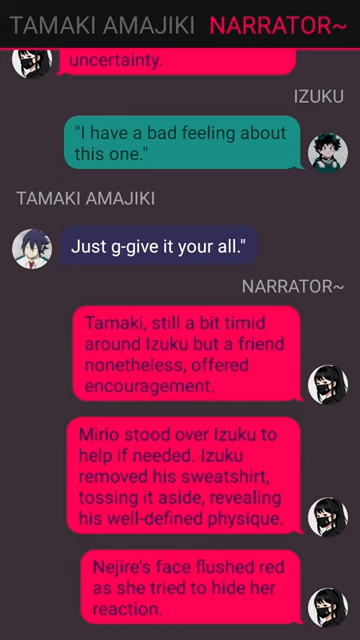 TAMAKI AMAJIKI NARRATOR~
uncertainty.
IZUKU
"I have a bad feeling about
this one."
TAMAKI AMAJIKI
Just g-give it your all."
NARRATOR~
Tamaki, still a bit timid
around Izuku but a friend
nonetheless, offered
encouragement.
Mirio stood over Izuku to
help if needed. Izuku
removed his sweatshirt,
tossing it aside, revealing
his well-defined physique.
Nejire's face flushed red
as she tried to hide her
reaction.